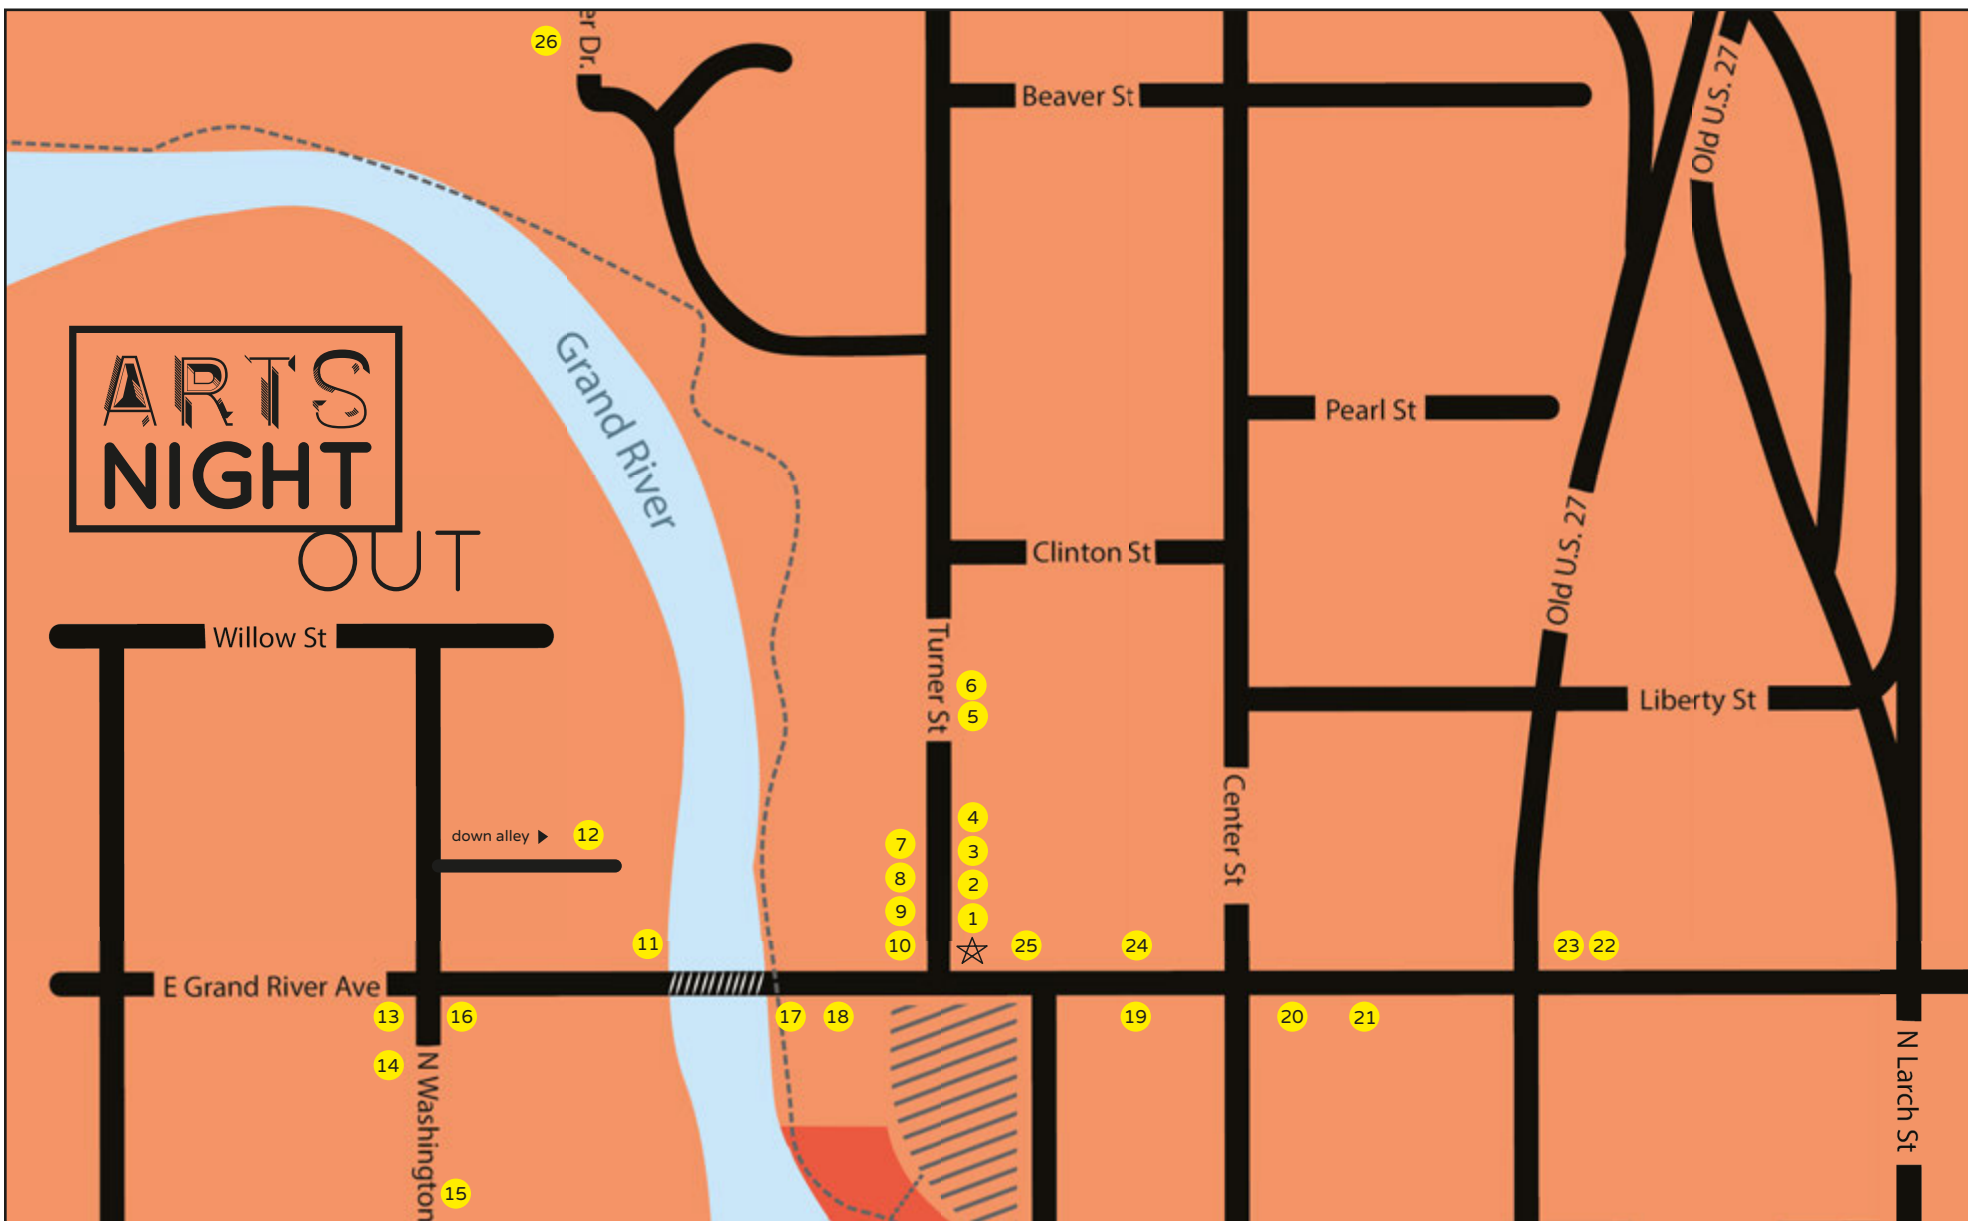 26
er Dr.
Beaver St
Old U.S. 27
Grand River
ARTS
NIGHT
OUT
Pearl St
Old U.S. 27
Clinton St
Willow St
Turner St
6
5
Liberty St
Center St
down alley
12
4
7
3
8
2
9
1
11
10
25
24
23
22
E Grand River Ave
13
16
17
18
19
20
21
14
N Washington
N Larch St
15